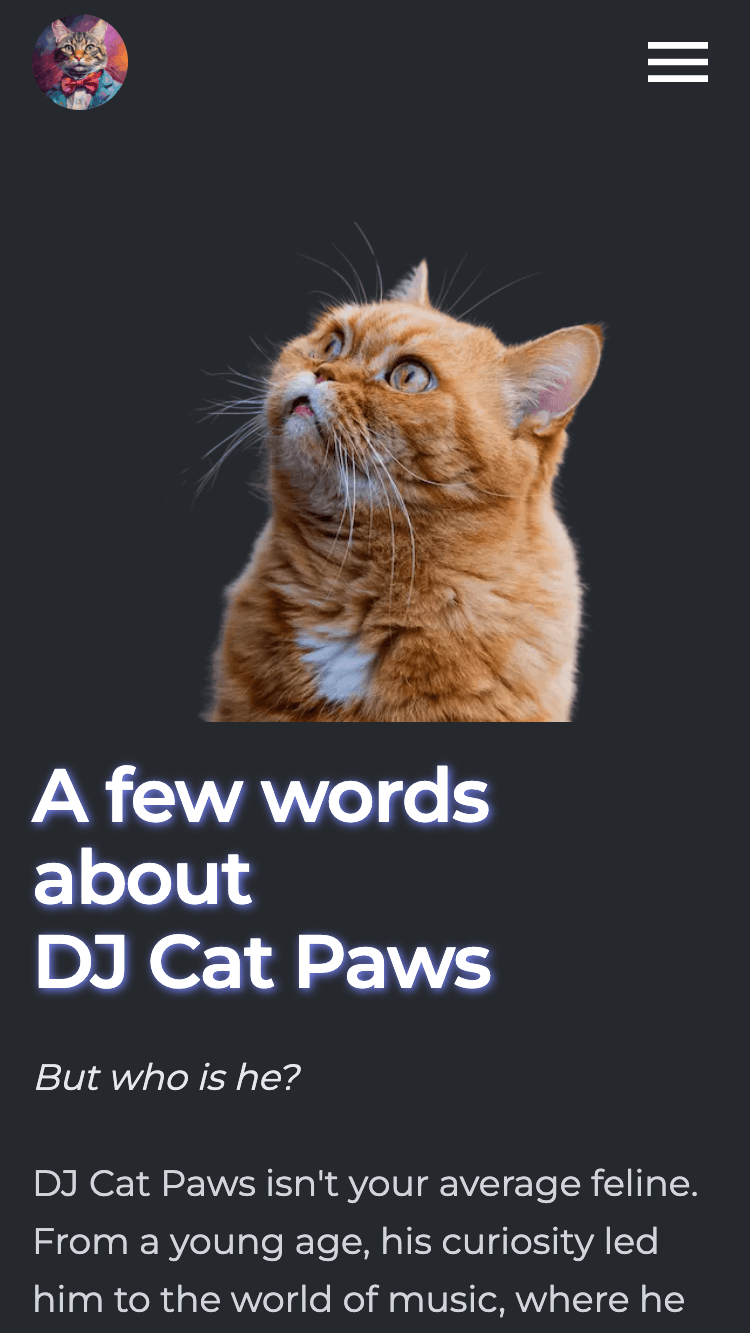 A few words
about
DJ Cat Paws
But who is he?
DJ Cat Paws isn't your average feline.
From a young age, his curiosity led
him to the world of music, where he